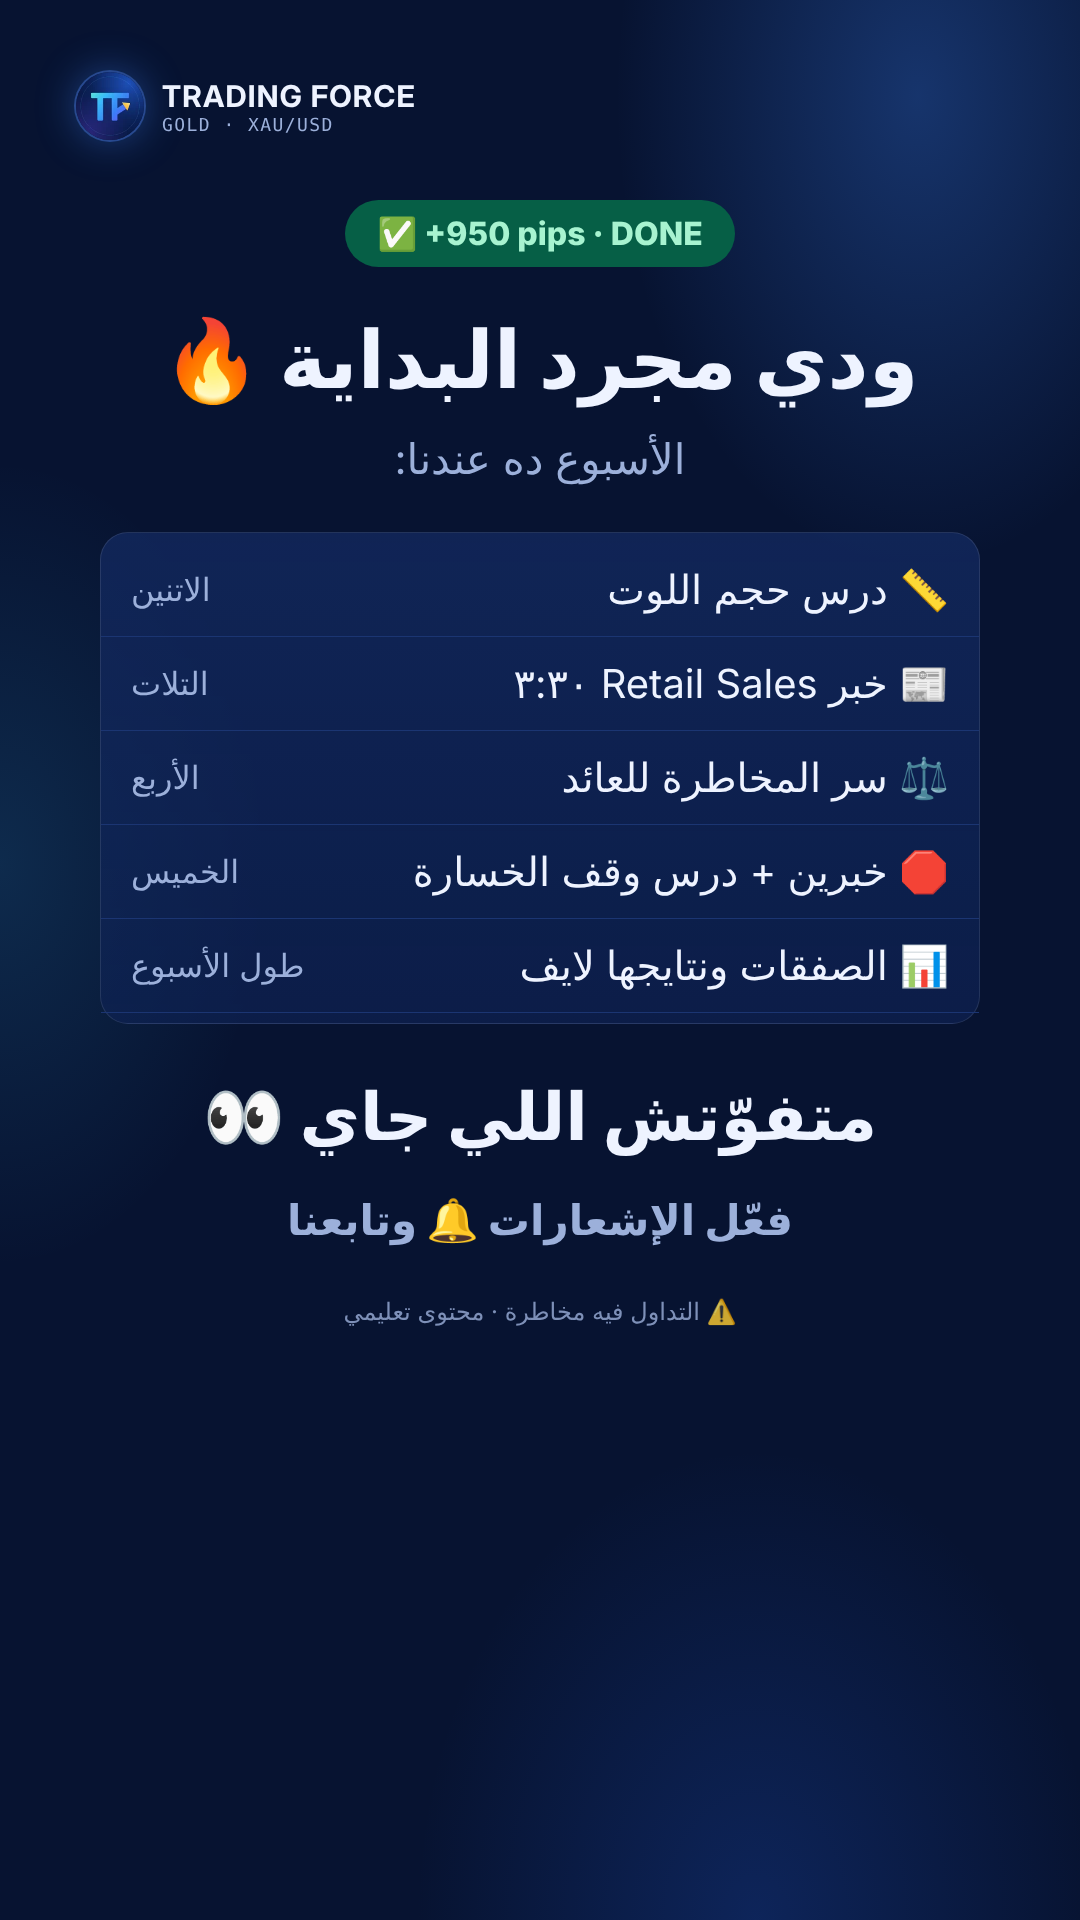 TRADING FORCE
GOLD · XAU/USD
✅ +950 pips · DONE
ودي مجرد البداية 🔥
الأسبوع ده عندنا:
📏 درس حجم اللوت الاتنين
📰 خبر Retail Sales ٣:٣٠ التلات
⚖️ سر المخاطرة للعائد الأربع
🛑 خبرين + درس وقف الخسارة الخميس
📊 الصفقات ونتايجها لايف طول الأسبوع
متفوّتش اللي جاي 👀
فعّل الإشعارات 🔔 وتابعنا
⚠️ التداول فيه مخاطرة · محتوى تعليمي